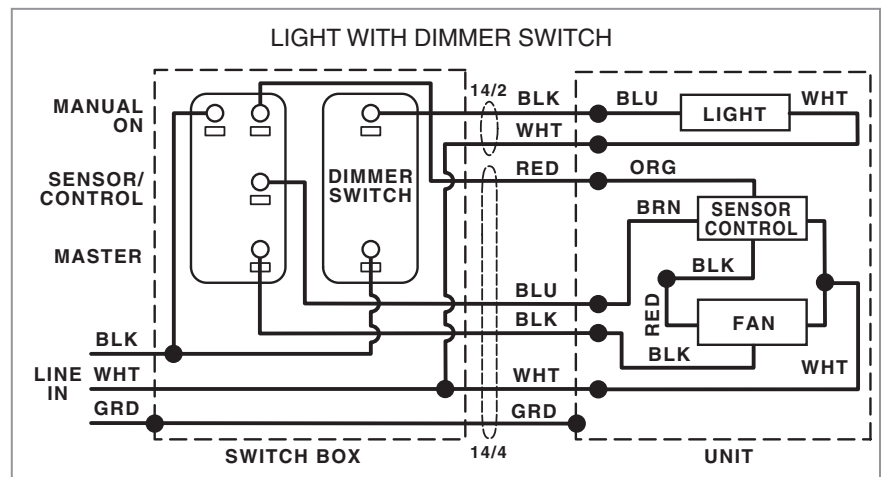 LIGHT WITH DIMMER SWITCH
14/2
MANUAL
ON
BLK
BLU
LIGHT
WHT
WHT
SENSOR/
CONTROL
DIMMER
SWITCH
RED
ORG
BRN
SENSOR
CONTROL
MASTER
BLK
BLU
RED
FAN
BLK
BLK
BLK
LINE
IN
WHT
WHT
WHT
GRD
GRD
SWITCH BOX
14/4
UNIT